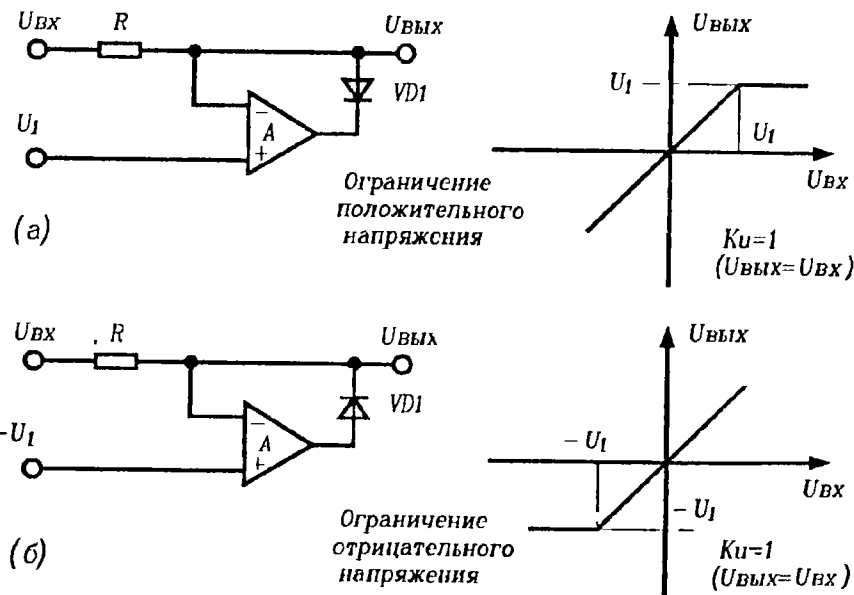 Uвх R Uвых
VD1
U1
A
− +
(а)
Ограничение
положительного
напряжения
Uвых
U1
U1
Uвх
Ku=1
(Uвых=Uвх)
Uвх R Uвых
VD1
-U1
A
− +
(б)
Ограничение
отрицательного
напряжения
Uвых
-U1
Uвх
-U1
Ku=1
(Uвых=Uвх)